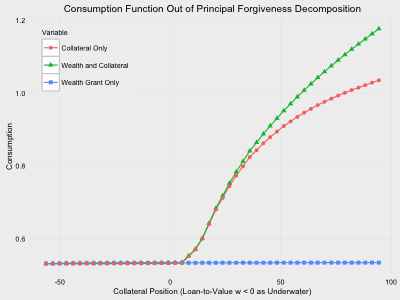 Consumption Function Out of Principal Forgiveness Decomposition
1.2
1.0
0.8
0.6
Consumption
Variable
Collateral Only
Wealth and Collateral
Wealth Grant Only
-50
0
50
100
Collateral Position (Loan-to-Value w < 0 as Underwater)